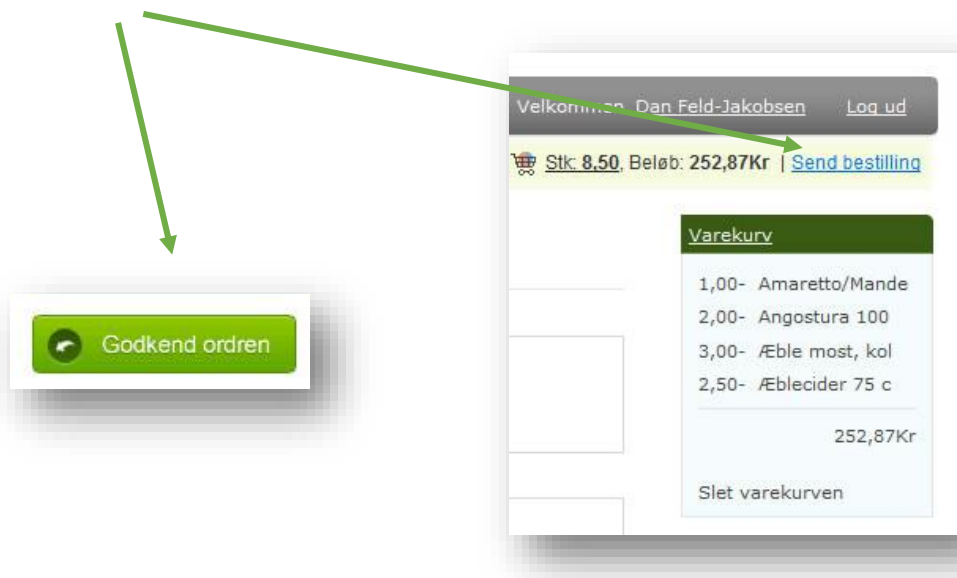 Velkommen, Dan Feld-Jakobsen Log ud
Stk: 8,50, Beløb: 252,87Kr | Send bestilling
Varekurv
1,00- Amaretto/Mande
2,00- Angostura 100
3,00- Æble most, kol
2,50- Æblecider 75 c
252,87Kr
Slet varekurven
Godkend ordren